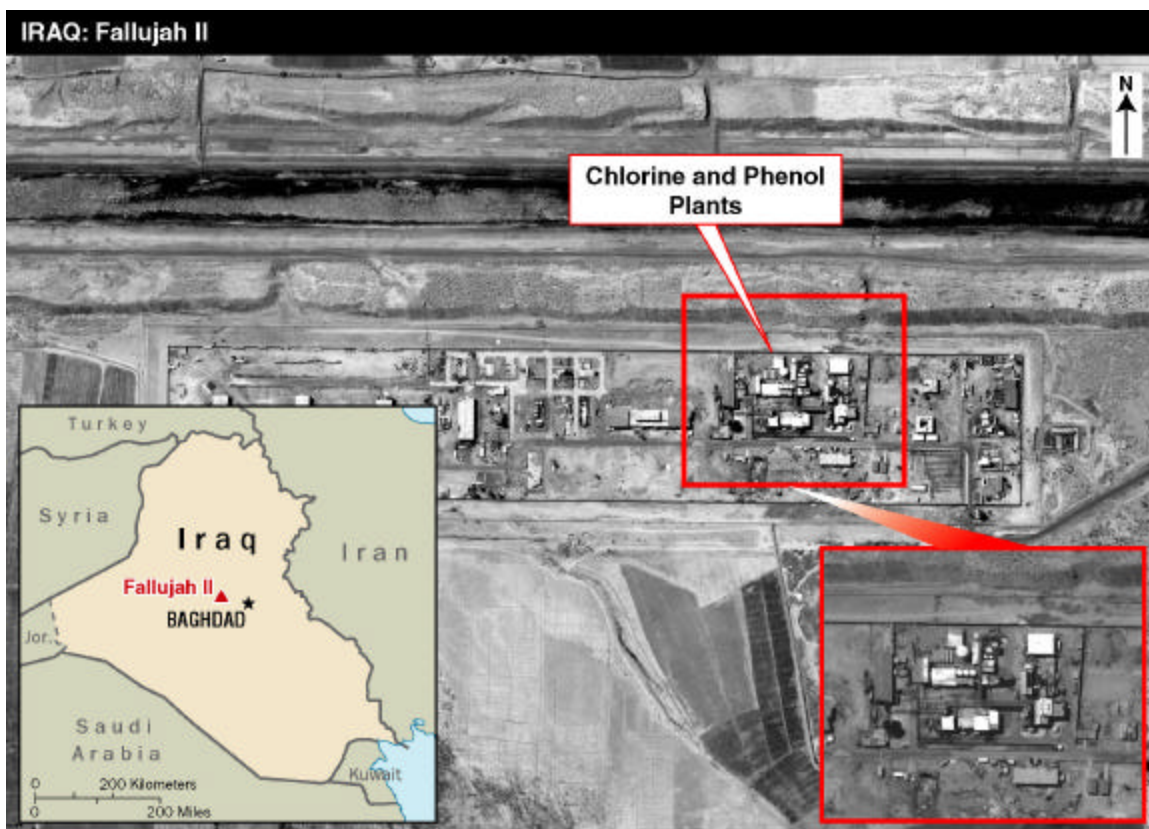 IRAQ: Fallujah II
N
Chlorine and Phenol
Plants
Turkey
Syria
Iraq
Iran
Fallujah II
BAGHDAD
Jor.
Saudi
Arabia
Kuwait
0 200 Kilometers
0 200 Miles